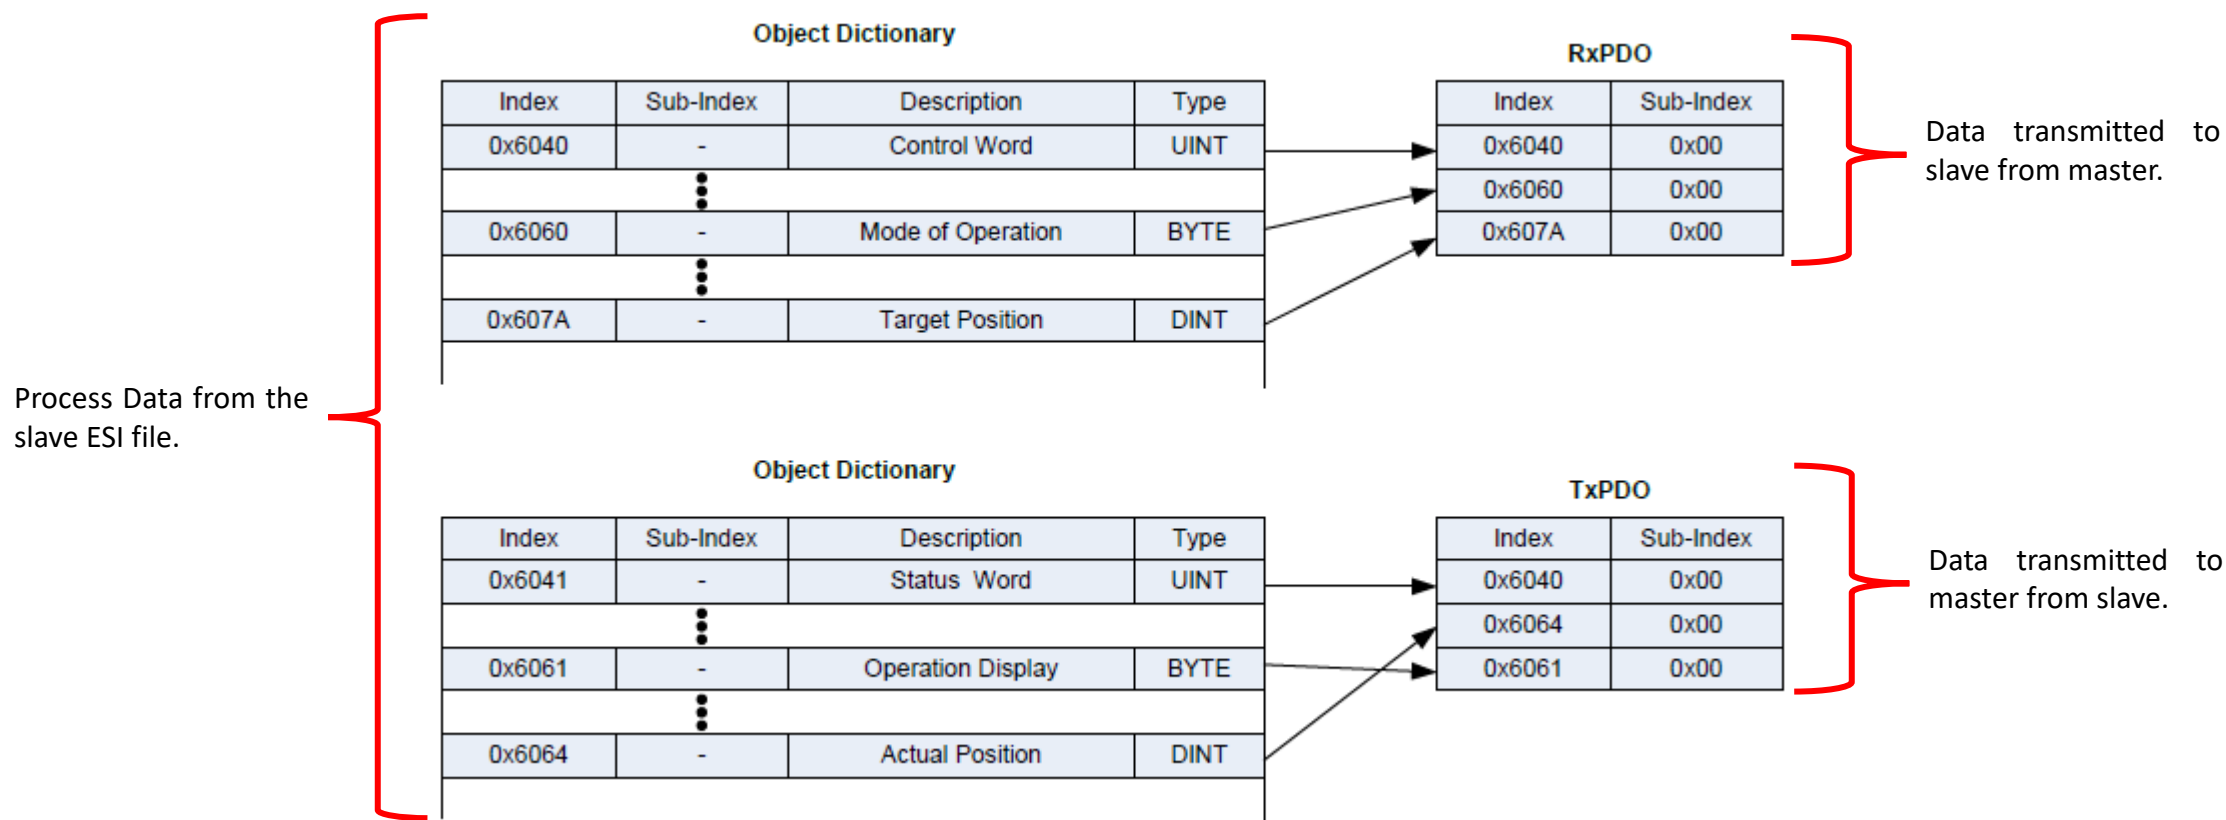 Object Dictionary
Index Sub-Index Description Type
0x6040 - Control Word UINT
0x6060 - Mode of Operation BYTE
0x607A - Target Position DINT
RxPDO
Index Sub-Index
0x6040 0x00
0x6060 0x00
0x607A 0x00
Data transmitted to
slave from master.
Process Data from the
slave ESI file.
Object Dictionary
Index Sub-Index Description Type
0x6041 - Status Word UINT
0x6061 - Operation Display BYTE
0x6064 - Actual Position DINT
TxPDO
Index Sub-Index
0x6040 0x00
0x6064 0x00
0x6061 0x00
Data transmitted to
master from slave.